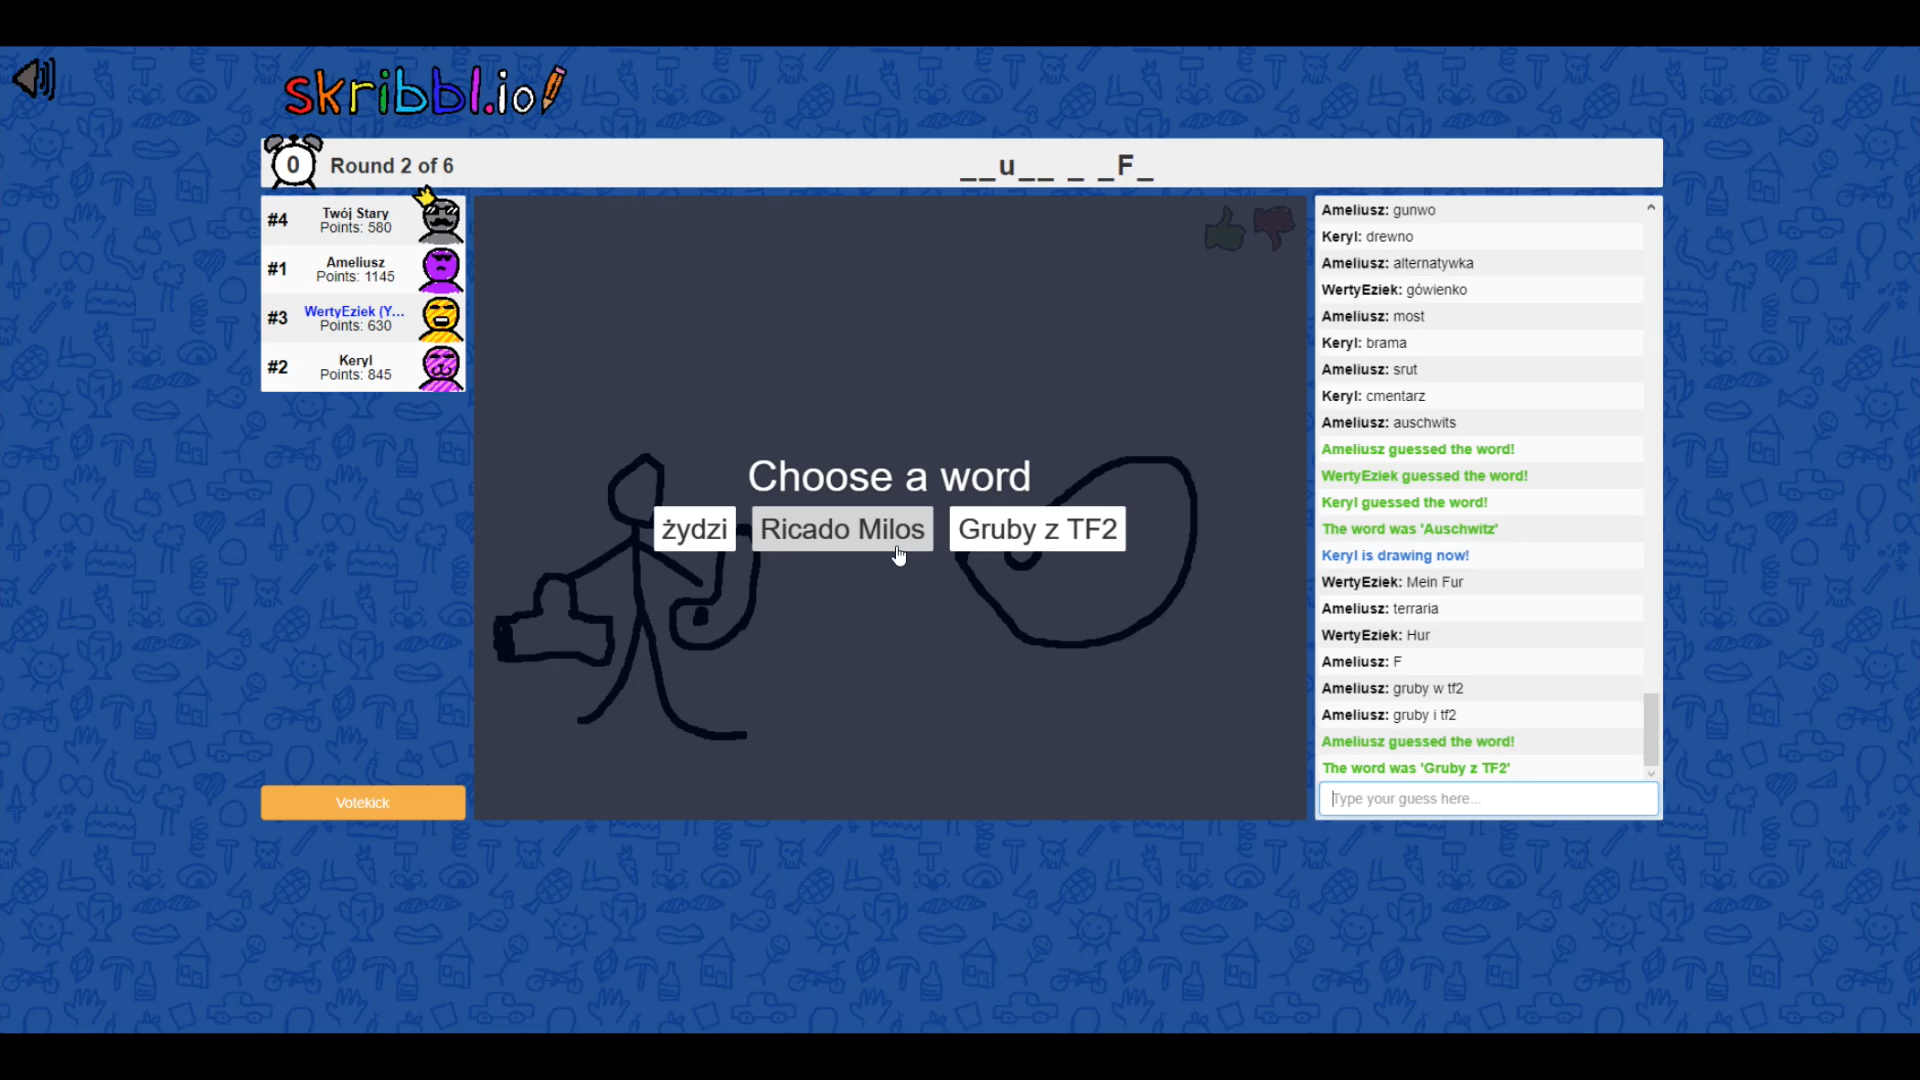 skribbl.io
0 Round 2 of 6 __u__ _ _F_
#4 Twój Stary
Points: 580
#1 Ameliusz
Points: 1145
#3 WertyEziek (Y...
Points: 630
#2 Keryl
Points: 845
Votekick
Choose a word
żydzi Ricado Milos Gruby z TF2
Ameliusz: gunwo
Keryl: drewno
Ameliusz: alternatywka
WertyEziek: gówienko
Ameliusz: most
Keryl: brama
Ameliusz: srut
Keryl: cmentarz
Ameliusz: auschwits
Ameliusz guessed the word!
WertyEziek guessed the word!
Keryl guessed the word!
The word was 'Auschwitz'
Keryl is drawing now!
WertyEziek: Mein Fur
Ameliusz: terraria
WertyEziek: Hur
Ameliusz: F
Ameliusz: gruby w tf2
Ameliusz: gruby i tf2
Ameliusz guessed the word!
The word was 'Gruby z TF2'
Type your guess here...